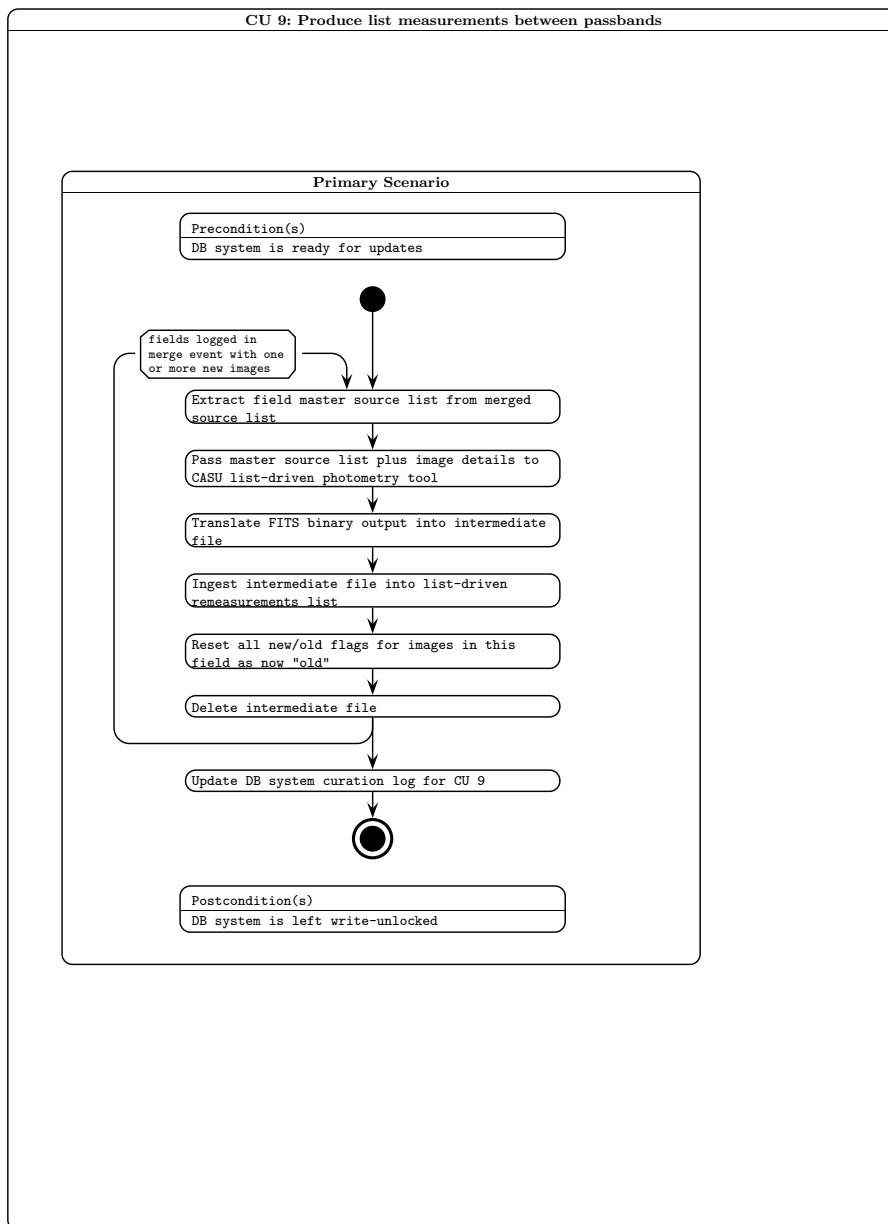 CU 9: Produce list measurements between passbands
Primary Scenario
Precondition(s)
DB system is ready for updates
fields logged in
merge event with one
or more new images
Extract field master source list from merged
source list
Pass master source list plus image details to
CASU list-driven photometry tool
Translate FITS binary output into intermediate
file
Ingest intermediate file into list-driven
remeasurements list
Reset all new/old flags for images in this
field as now "old"
Delete intermediate file
Update DB system curation log for CU 9
Postcondition(s)
DB system is left write-unlocked